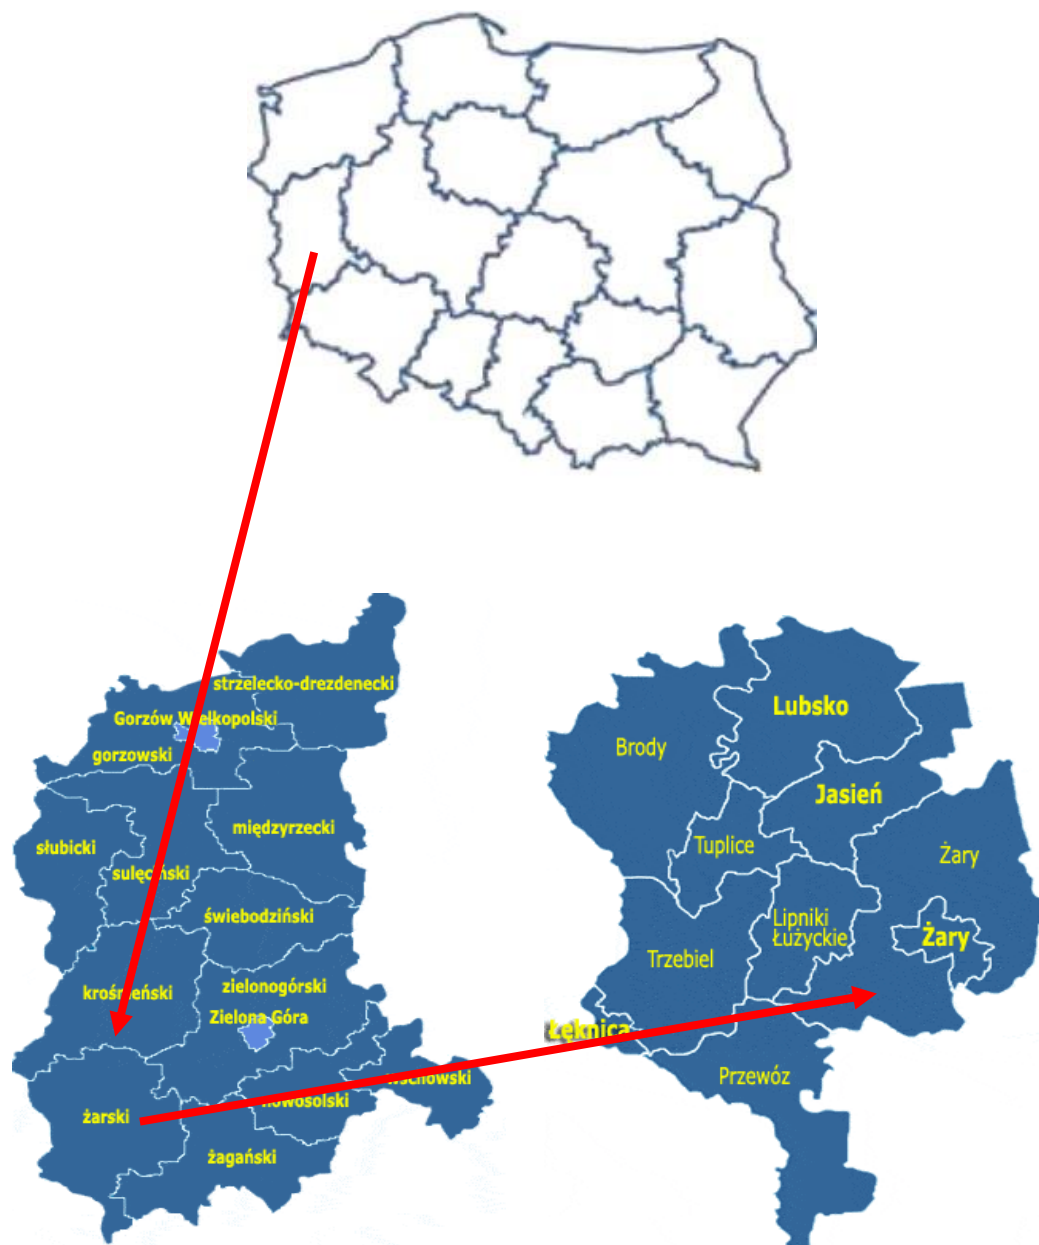 strzelecko-drezdenecki
Gorzów Wielkopolski
gorzowski
międzyrzecki
słubicki
sulęciński
świebodziński
krośnieński
zielonogórski
Zielona Góra
wschowski
nowosolski
żarski
żagański
Lubsko
Brody
Jasień
Tuplice
Żary
Lipniki
Łużyckie
Żary
Trzebiel
Łęknica
Przewóz